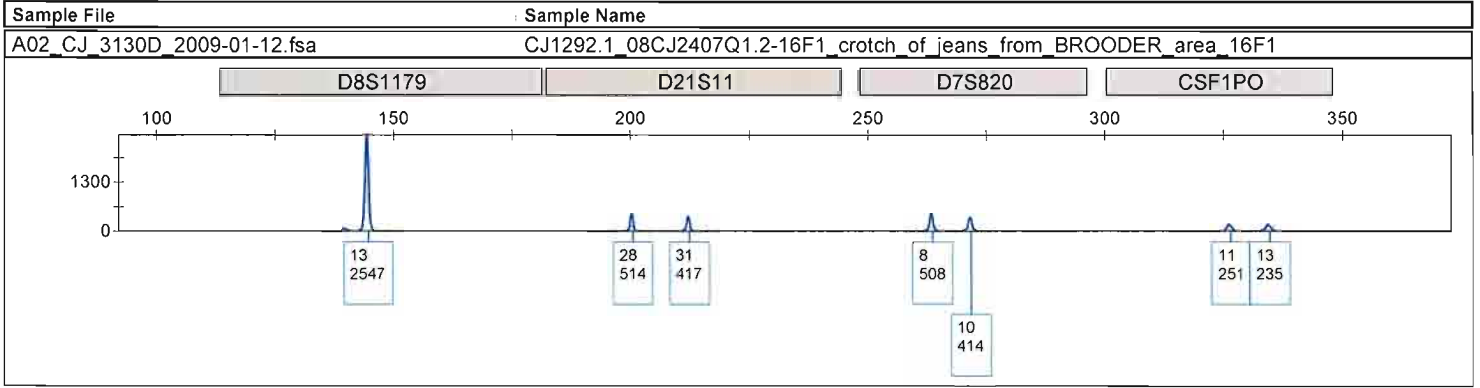 Sample File Sample Name
A02_CJ_3130D_2009-01-12.fsa CJ1292.1_08CJ2407Q1.2-16F1_crotch_of_jeans_from_BROODER_area_16F1
D8S1179 D21S11 D7S820 CSF1PO
100 150 200 250 300 350
1300
0
13 28 31 8 11 13
2547 514 417 508 251 235
10
414